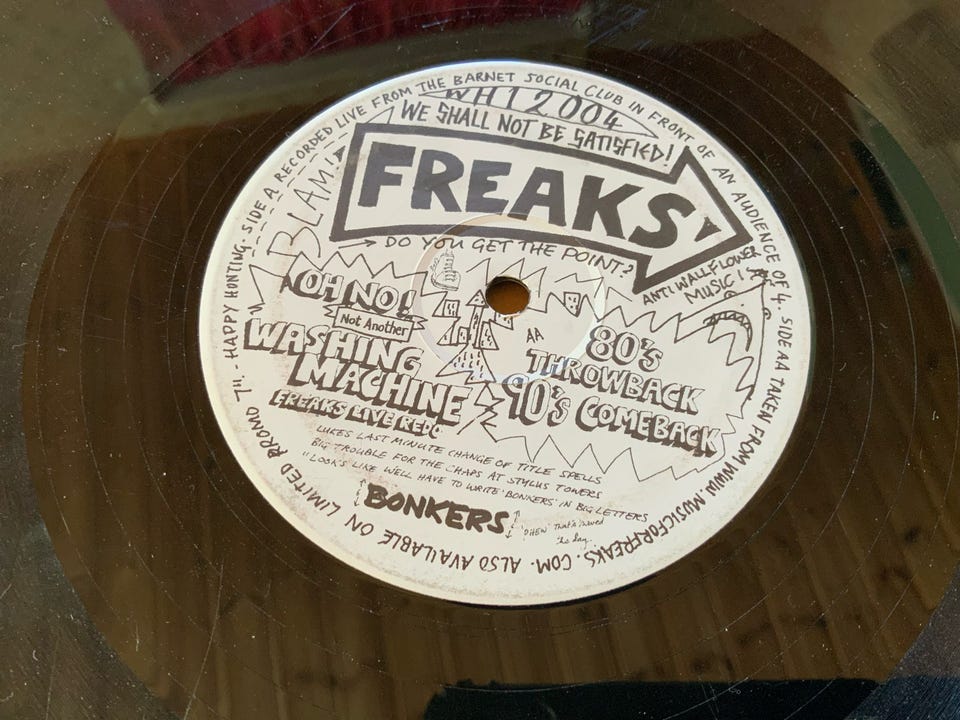 SIDE A RECORDED LIVE FROM THE BARNET SOCIAL CLUB IN FRONT OF AN AUDIENCE OF 4. SIDE AA TAKEN FROM WWW.MUSICFORFREAKS.COM. ALSO AVAILABLE ON LIMITED PROMO 7". - HAPPY HONTING.
WH12004
WE SHALL NOT BE SATISFIED!
BLAM!
FREAKS
DO YOU GET THE POINT?
ANTI WALLFLOWER
MUSIC!
OH NO!
Not Another
WASHING
MACHINE
FREAKS LIVE REDO
AA
80'S
THROWBACK
90'S COMEBACK
LUKES LAST MINUTE CHANGE OF TITLE SPELLS
BIG TROUBLE FOR THE CHAPS AT STYLUS TOWERS
"LOOKS LIKE WE'LL HAVE TO WRITE 'BONKERS' IN BIG LETTERS
BONKERS
'PHEW' That's saved
the day.